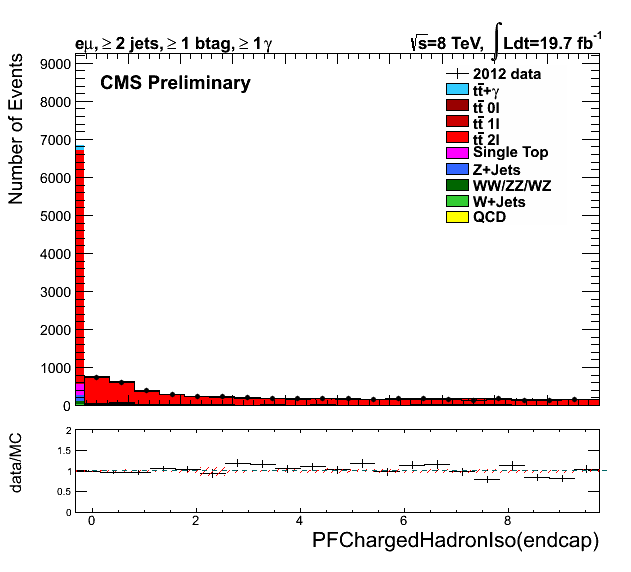 eμ, ≥ 2 jets, ≥ 1 btag, ≥ 1 γ
√s=8 TeV, ∫ Ldt=19.7 fb⁻¹
CMS Preliminary
2012 data
tt̅+γ
tt̅ 0l
tt̅ 1l
tt̅ 2l
Single Top
Z+Jets
WW/ZZ/WZ
W+Jets
QCD
Number of Events
9000
8000
7000
6000
5000
4000
3000
2000
1000
0
data/MC
2
1.5
1
0.5
0
0 2 4 6 8
PFChargedHadronIso(endcap)